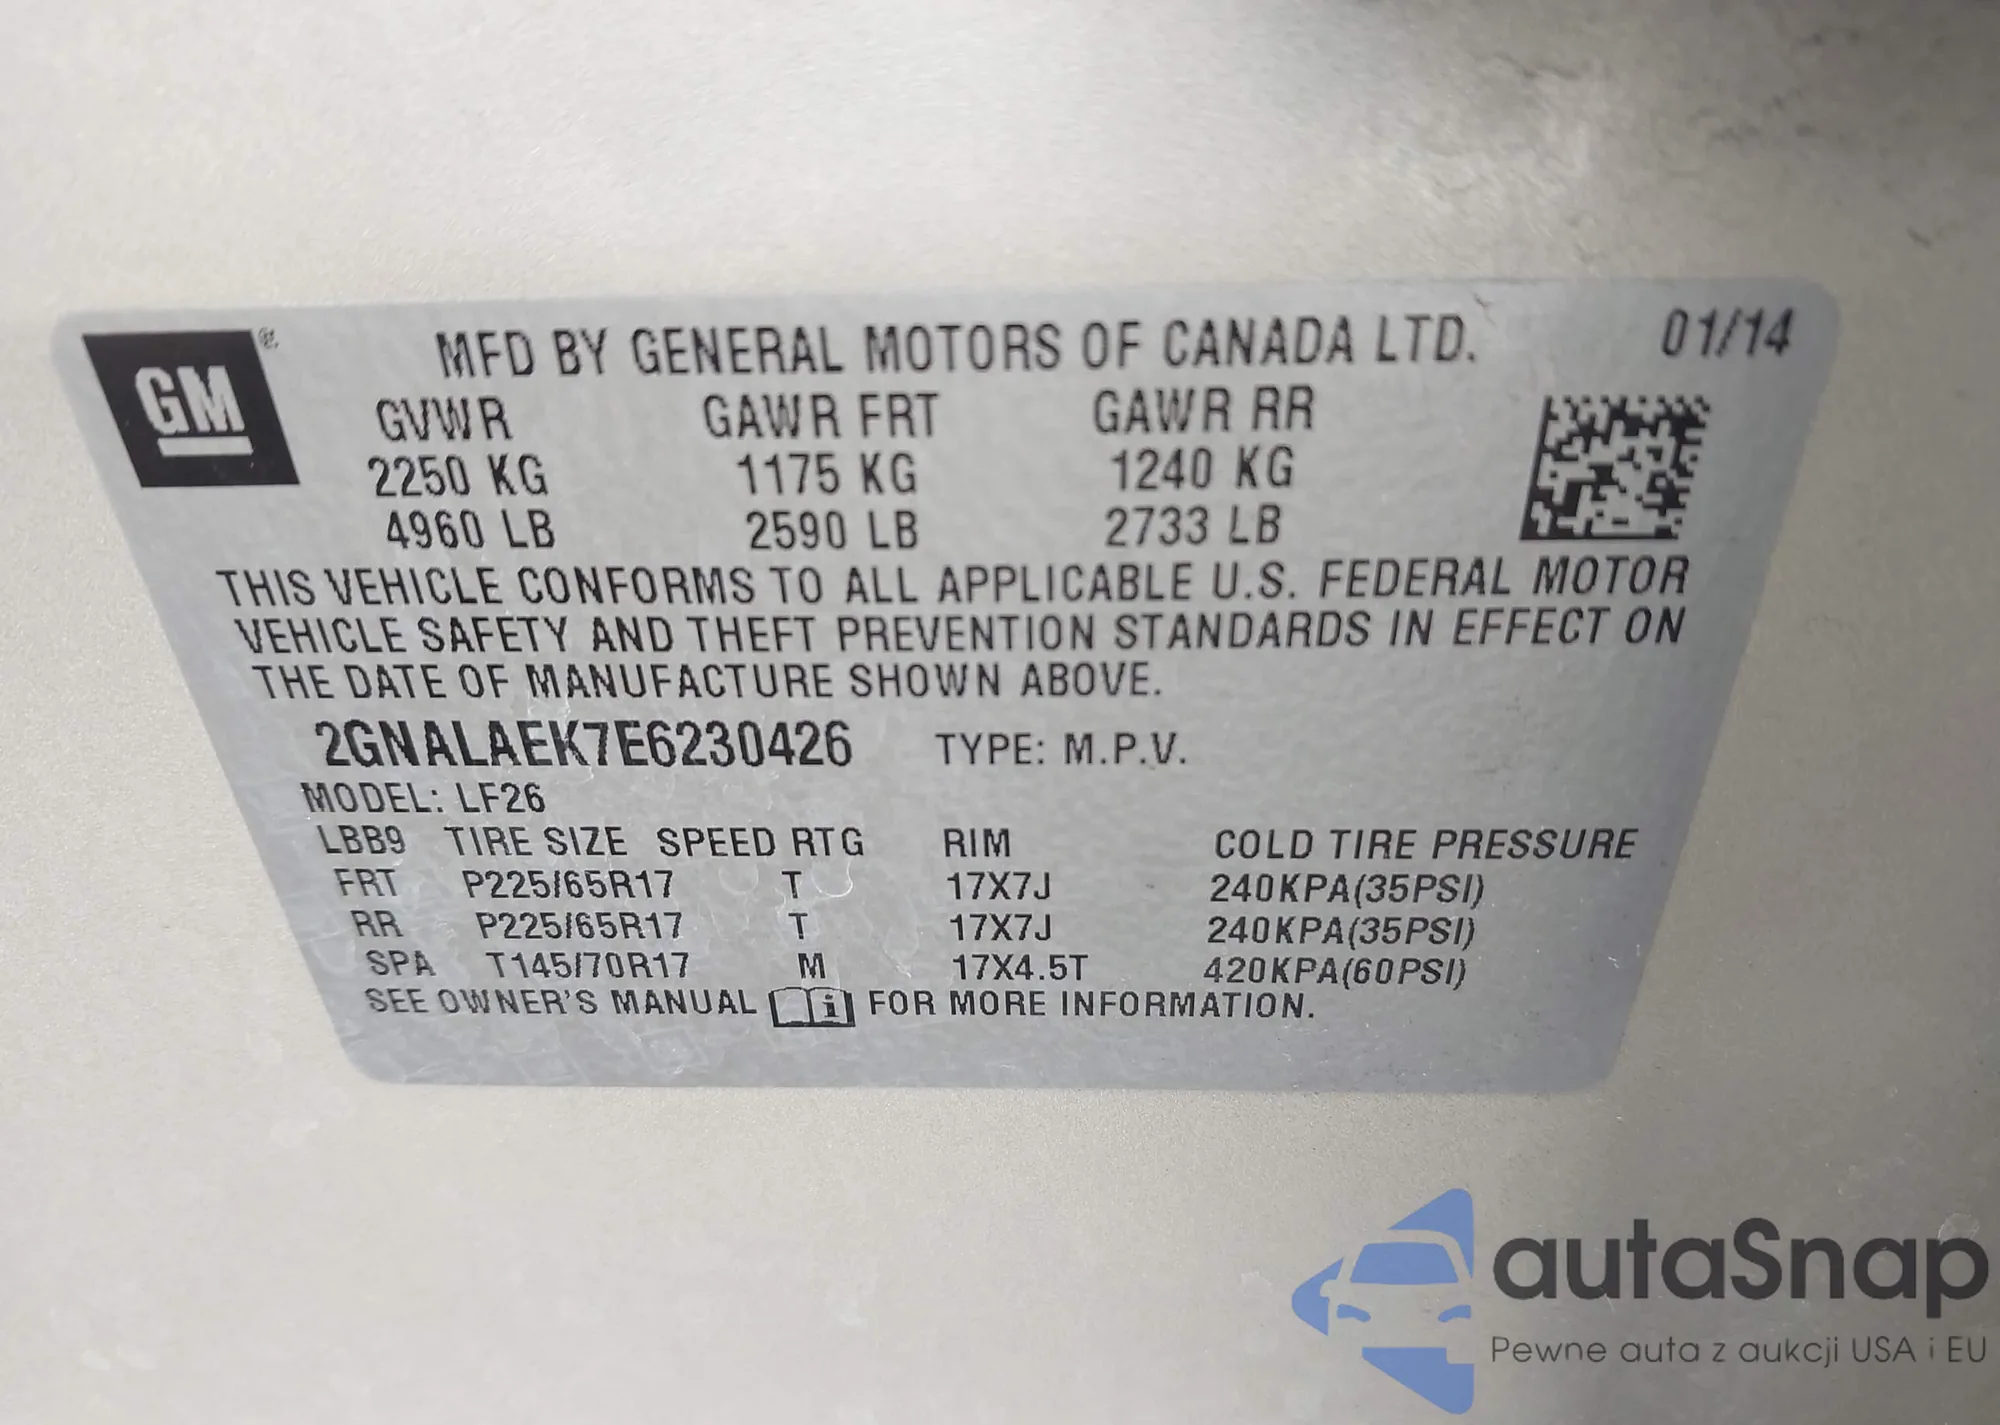 GM ®
MFD BY GENERAL MOTORS OF CANADA LTD. 01/14
GVWR GAWR FRT GAWR RR
2250 KG 1175 KG 1240 KG
4960 LB 2590 LB 2733 LB
THIS VEHICLE CONFORMS TO ALL APPLICABLE U.S. FEDERAL MOTOR
VEHICLE SAFETY AND THEFT PREVENTION STANDARDS IN EFFECT ON
THE DATE OF MANUFACTURE SHOWN ABOVE.
2GNALAEK7E6230426 TYPE: M.P.V.
MODEL: LF26
LBB9 TIRE SIZE SPEED RTG RIM COLD TIRE PRESSURE
FRT P225/65R17 T 17X7J 240KPA(35PSI)
RR P225/65R17 T 17X7J 240KPA(35PSI)
SPA T145/70R17 M 17X4.5T 420KPA(60PSI)
SEE OWNER'S MANUAL i FOR MORE INFORMATION.
autaSnap
Pewne auta z aukcji USA i EU